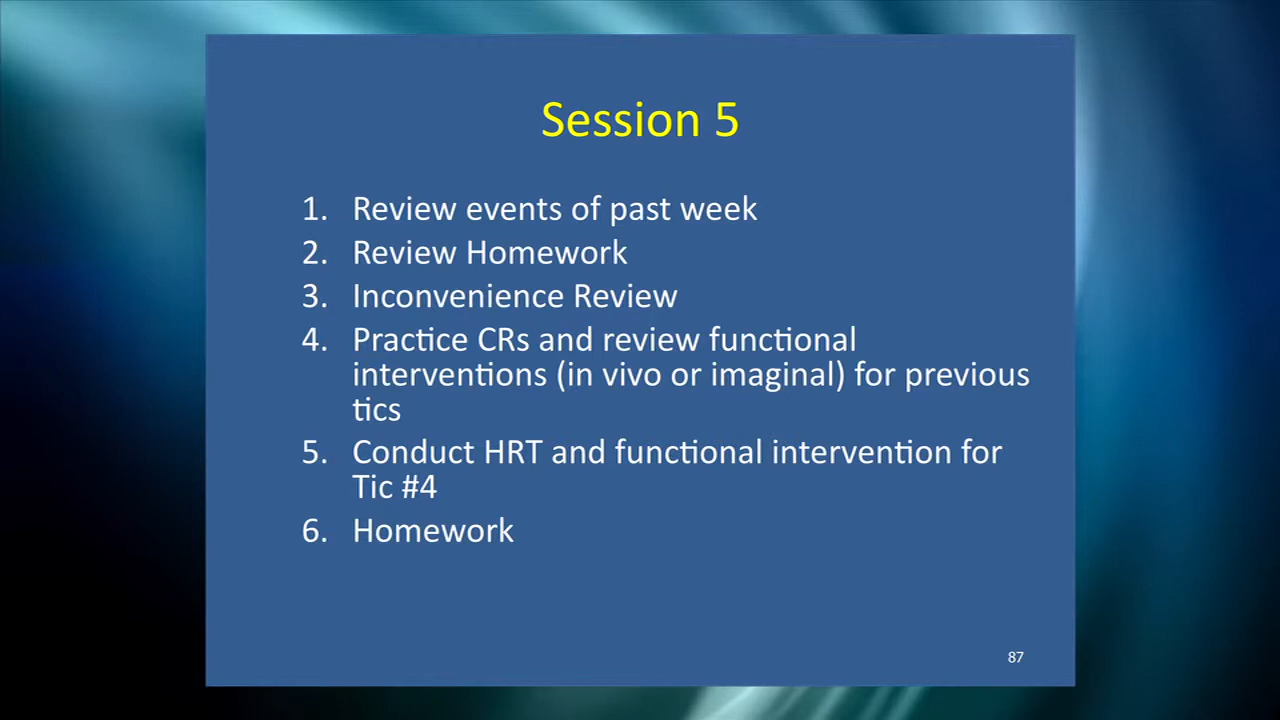 Session 5
1. Review events of past week
2. Review Homework
3. Inconvenience Review
4. Practice CRs and review functional
interventions (in vivo or imaginal) for previous
tics
5. Conduct HRT and functional intervention for
Tic #4
6. Homework
87